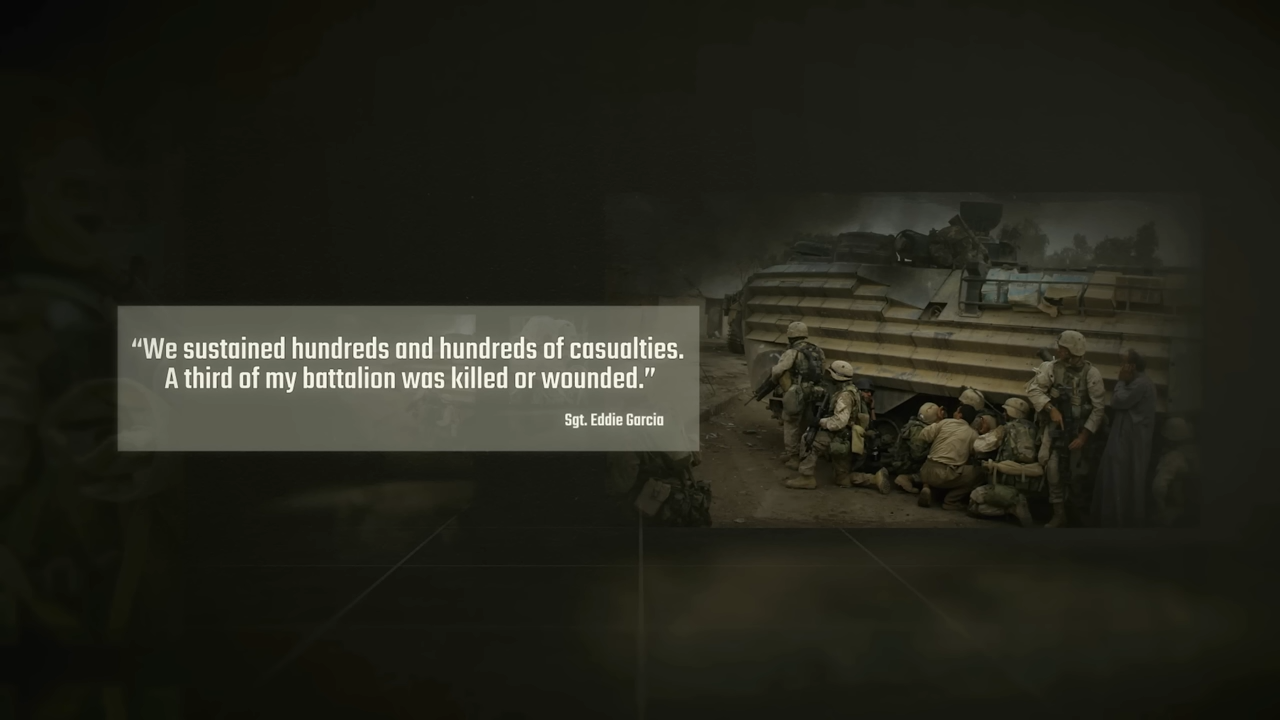 “We sustained hundreds and hundreds of casualties.
A third of my battalion was killed or wounded.”
Sgt. Eddie Garcia